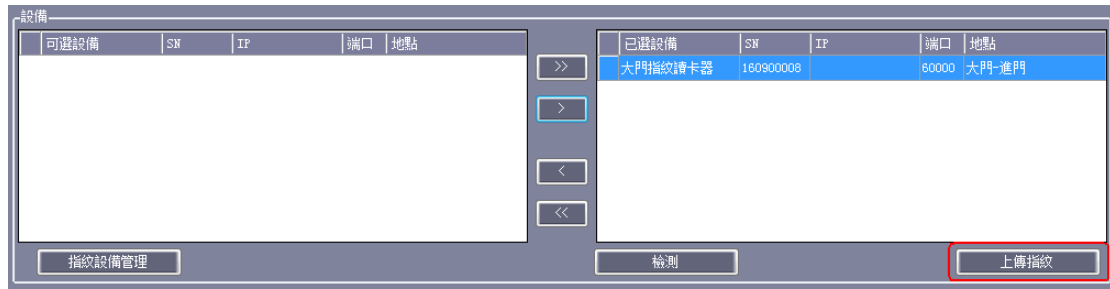 設備
可選設備 SN IP 端口 地點
已選設備 SN IP 端口 地點
大門指紋讀卡器 160900008 60000 大門-進門
>>
>
<
<<
指紋設備管理
檢測
上傳指紋